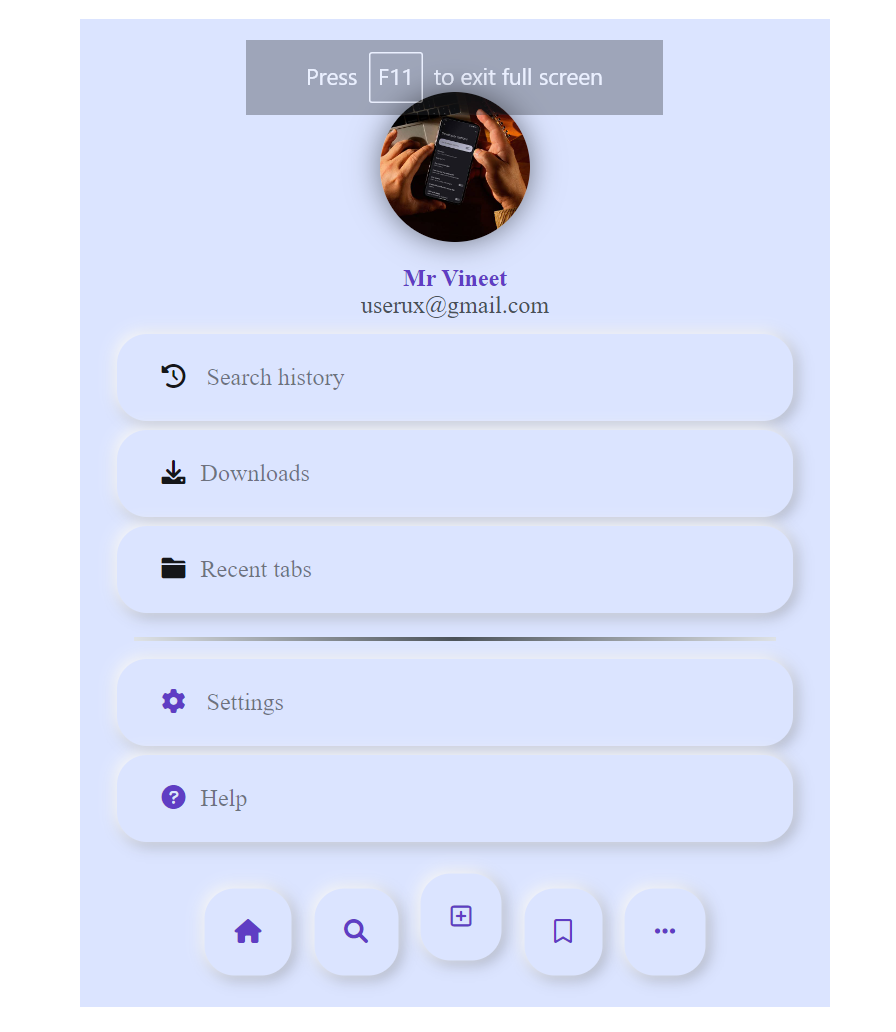 Press F11 to exit full screen
Mr Vineet
userux@gmail.com
Search history
Downloads
Recent tabs
Settings
Help